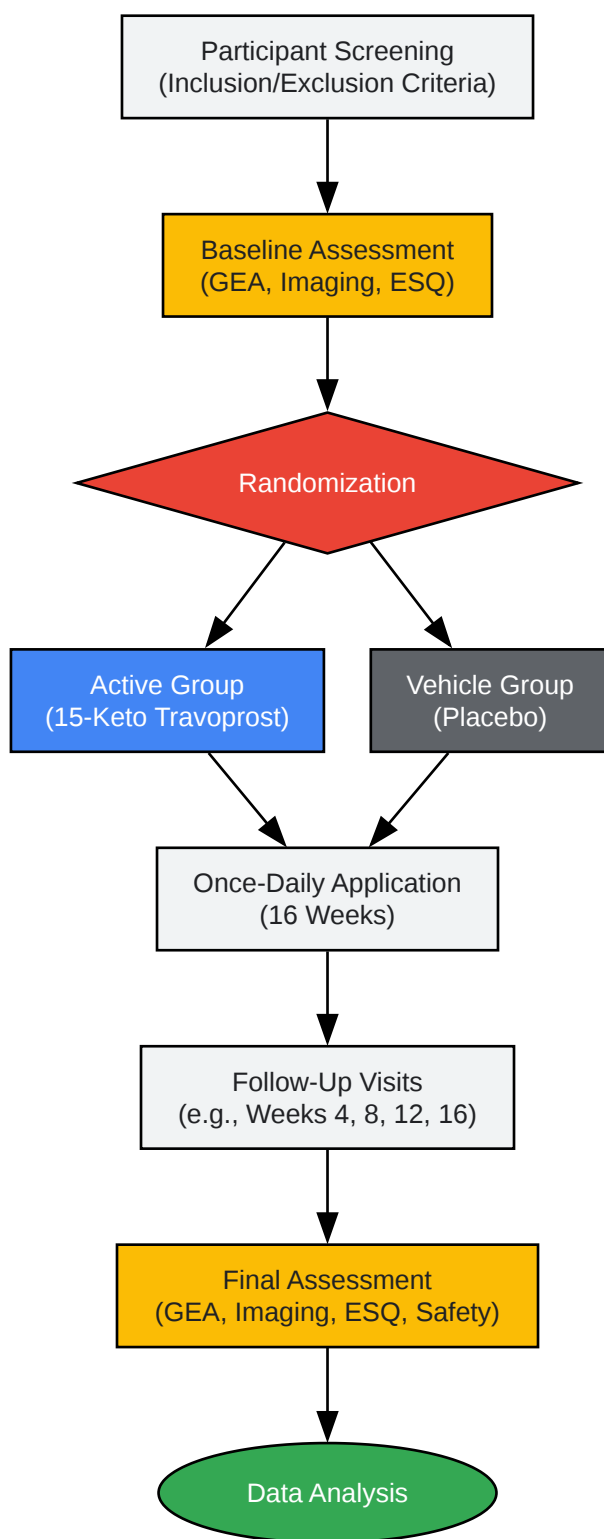 Participant Screening
(Inclusion/Exclusion Criteria)
Baseline Assessment
(GEA, Imaging, ESQ)
Randomization
Active Group
(15-Keto Travoprost)
Vehicle Group
(Placebo)
Once-Daily Application
(16 Weeks)
Follow-Up Visits
(e.g., Weeks 4, 8, 12, 16)
Final Assessment
(GEA, Imaging, ESQ, Safety)
Data Analysis